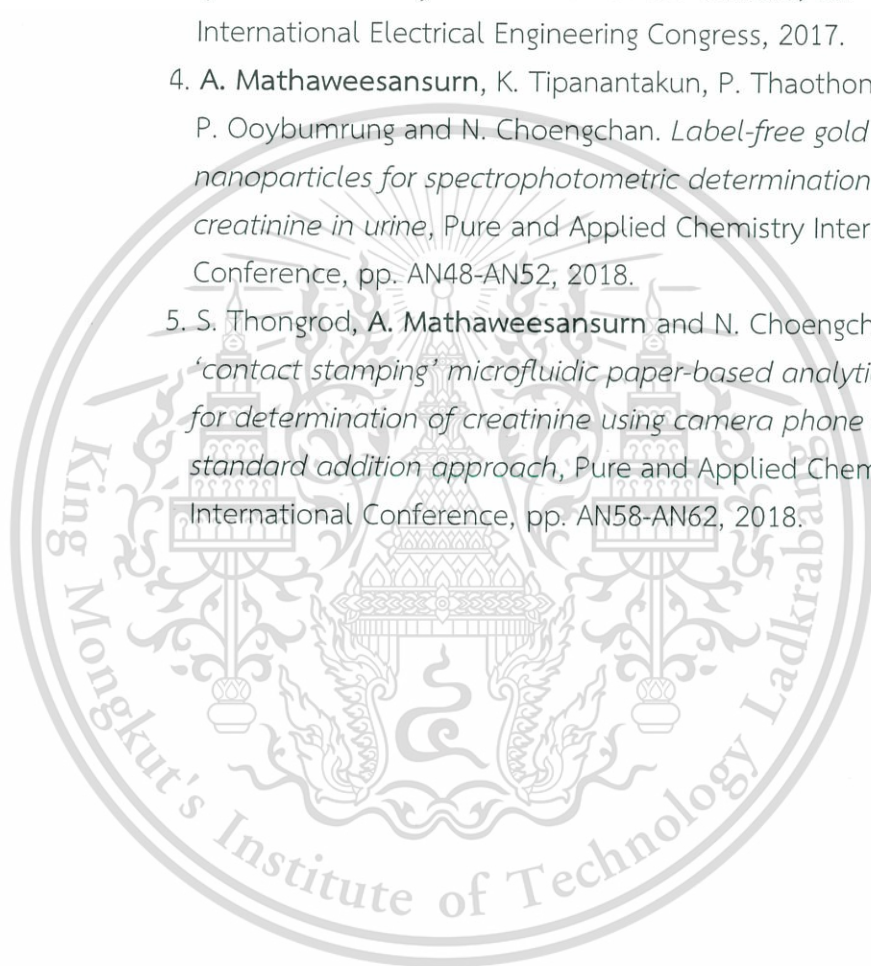 International Electrical Engineering Congress, 2017.
4. A. Mathaweesansurn, K. Tipanantakun, P. Thaothon
P. Ooybumrung and N. Choengchan. Label-free gold
nanoparticles for spectrophotometric determination
creatinine in urine, Pure and Applied Chemistry Inter
Conference, pp. AN48-AN52, 2018.
5. S. Thongrod, A. Mathaweesansurn and N. Choengch
‘contact stamping’ microfluidic paper-based analyti
for determination of creatinine using camera phone
standard addition approach, Pure and Applied Chem
International Conference, pp. AN58-AN62, 2018.
King Mongkut's Institute of Technology Ladkrabang